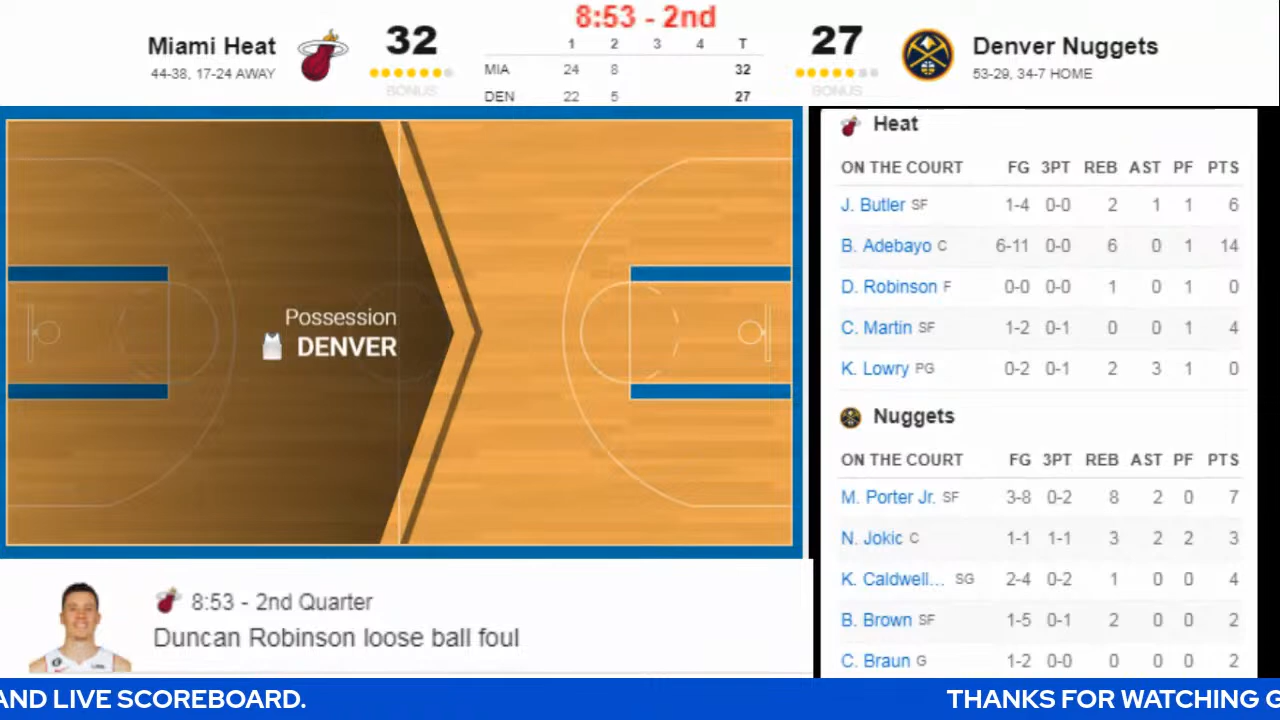 8:53 - 2nd
Miami Heat
44-38, 17-24 AWAY
32
BONUS
1 2 3 4 T
MIA 24 8 32
DEN 22 5 27
27
BONUS
Denver Nuggets
53-29, 34-7 HOME
Possession
DENVER
8:53 - 2nd Quarter
Duncan Robinson loose ball foul
Heat
ON THE COURT FG 3PT REB AST PF PTS
J. Butler SF 1-4 0-0 2 1 1 6
B. Adebayo C 6-11 0-0 6 0 1 14
D. Robinson F 0-0 0-0 1 0 1 0
C. Martin SF 1-2 0-1 0 0 1 4
K. Lowry PG 0-2 0-1 2 3 1 0
Nuggets
ON THE COURT FG 3PT REB AST PF PTS
M. Porter Jr. SF 3-8 0-2 8 2 0 7
N. Jokic C 1-1 1-1 3 2 2 3
K. Caldwell... SG 2-4 0-2 1 0 0 4
B. Brown SF 1-5 0-1 2 0 0 2
C. Braun G 1-2 0-0 0 0 0 2
AND LIVE SCOREBOARD. THANKS FOR WATCHING G